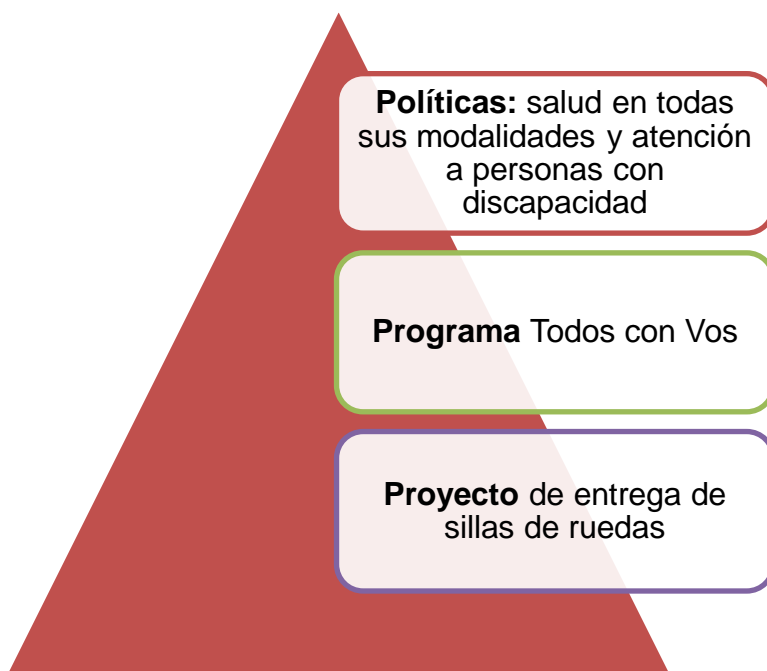 Políticas: salud en todas
sus modalidades y atención
a personas con
discapacidad
Programa Todos con Vos
Proyecto de entrega de
sillas de ruedas